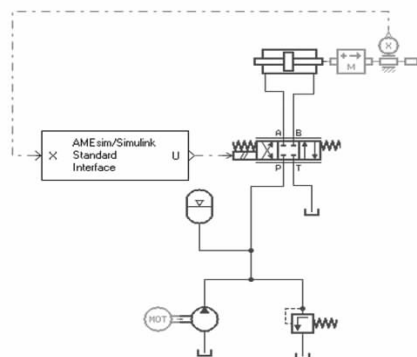 X
M
AMEsim/Simulink
X Standard U
Interface
A B
P T
MOT